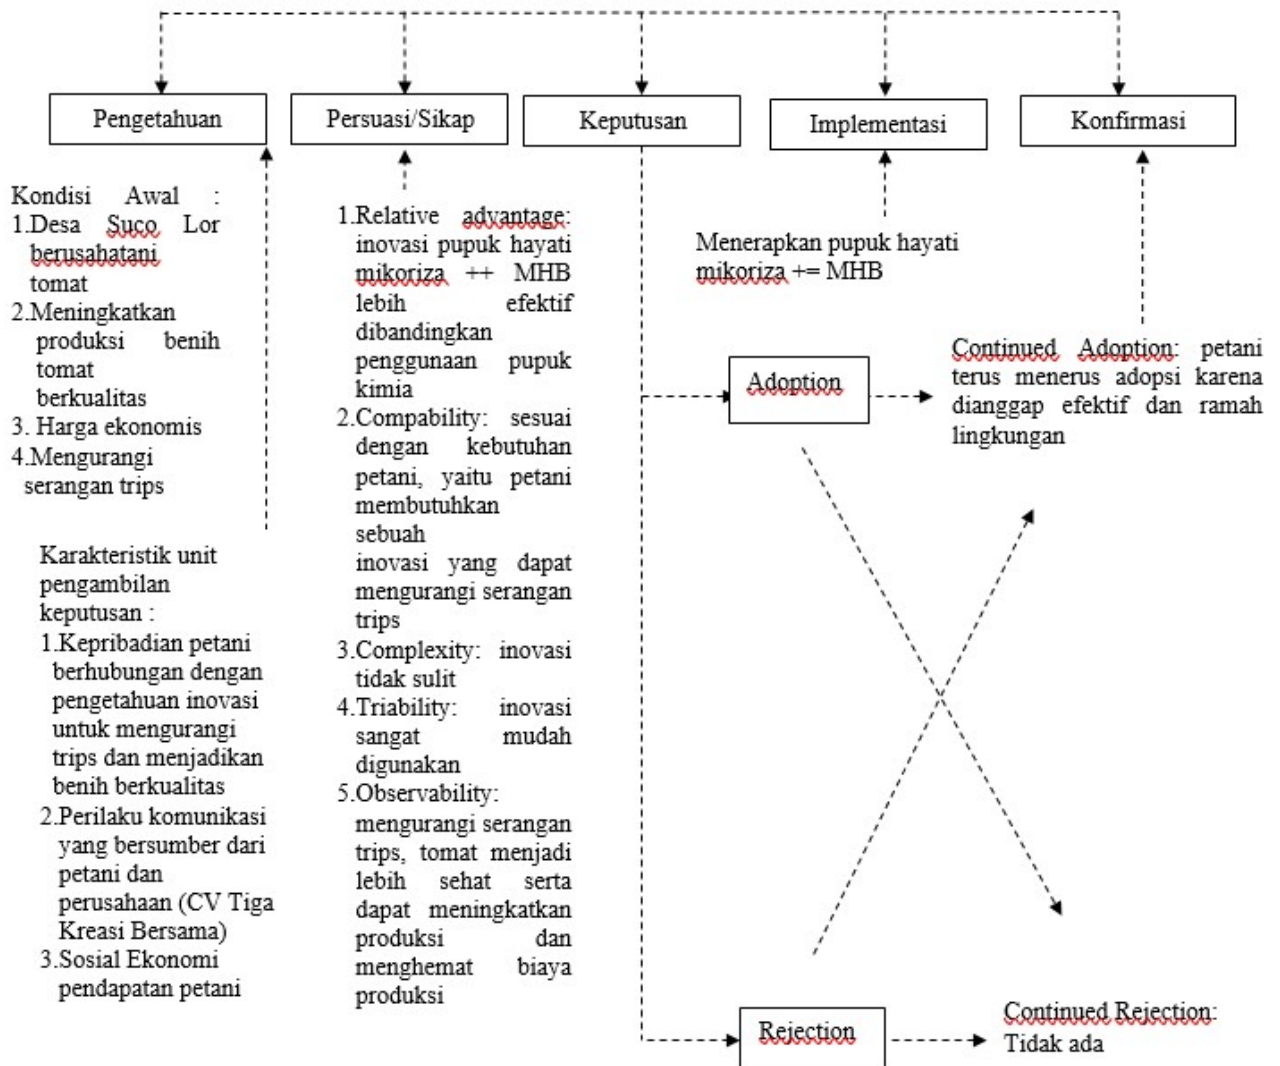 Pengetahuan
Persuasi/Sikap
Keputusan
Implementasi
Konfirmasi
Kondisi Awal :
1.Desa Suco Lor
berusahatani
tomat
2.Meningkatkan
produksi benih
tomat
berkualitas
3. Harga ekonomis
4.Mengurangi
serangan trips
Karakteristik unit
pengambilan
keputusan :
1.Kepribadian petani
berhubungan dengan
pengetahuan inovasi
untuk mengurangi
trips dan menjadikan
benih berkualitas
2.Perilaku komunikasi
yang bersumber dari
petani dan
perusahaan (CV Tiga
Kreasi Bersama)
3.Sosial Ekonomi
pendapatan petani
1.Relative advantage:
inovasi pupuk hayati
mikoriza ++ MHB
lebih efektif
dibandingkan
penggunaan pupuk
kimia
2.Compability: sesuai
dengan kebutuhan
petani, yaitu petani
membutuhkan
sebuah
inovasi yang dapat
mengurangi serangan
trips
3.Complexity: inovasi
tidak sulit
4.Triability: inovasi
sangat mudah
digunakan
5.Observability:
mengurangi serangan
trips, tomat menjadi
lebih sehat serta
dapat meningkatkan
produksi dan
menghemat biaya
produksi
Menerapkan pupuk hayati
mikoriza += MHB
Adoption
Continued Adoption: petani
terus menerus adopsi karena
dianggap efektif dan ramah
lingkungan
Rejection
Continued Rejection:
Tidak ada